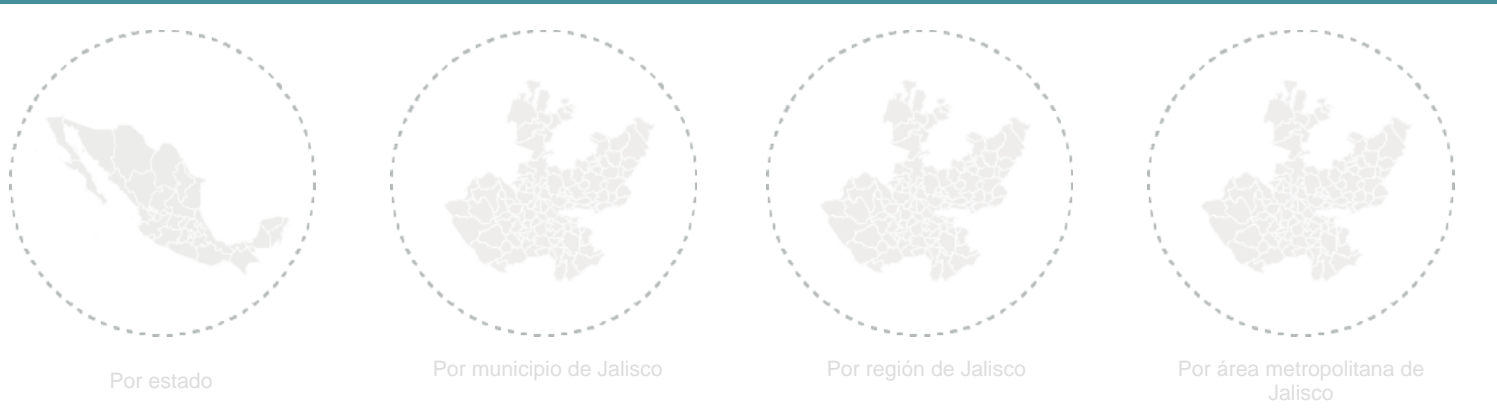 Por estado
Por municipio de Jalisco
Por región de Jalisco
Por área metropolitana de
Jalisco